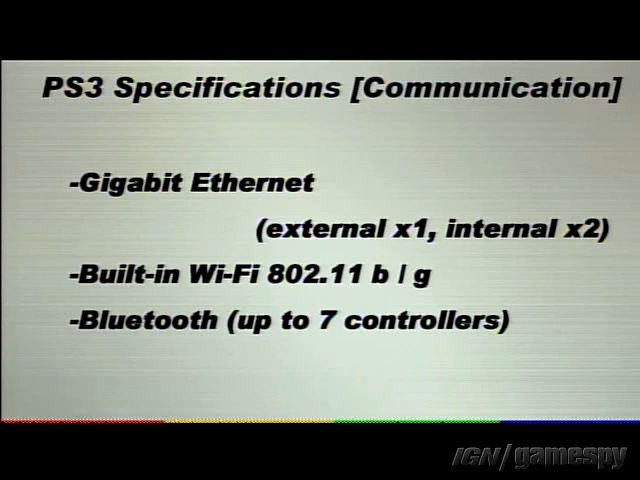 PS3 Specifications [Communication]
-Gigabit Ethernet
(external x1, internal x2)
-Built-in Wi-Fi 802.11 b / g
-Bluetooth (up to 7 controllers)
IGN/gamespy